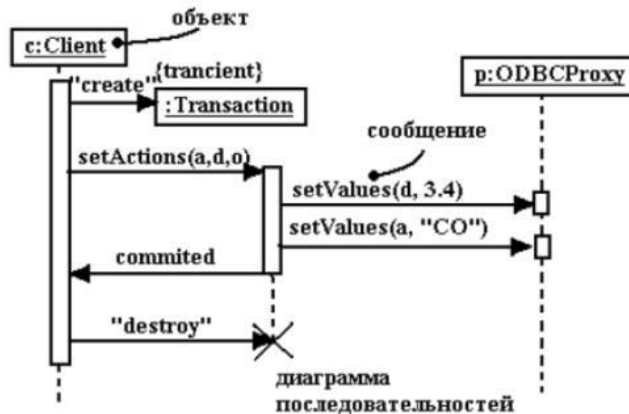 объект
c:Client
{trancient}
"create"
:Transaction
p:ODBCProxy
сообщение
setActions(a,d,o)
setValues(d, 3.4)
setValues(a, "CO")
commited
"destroy"
диаграмма
последовательностей